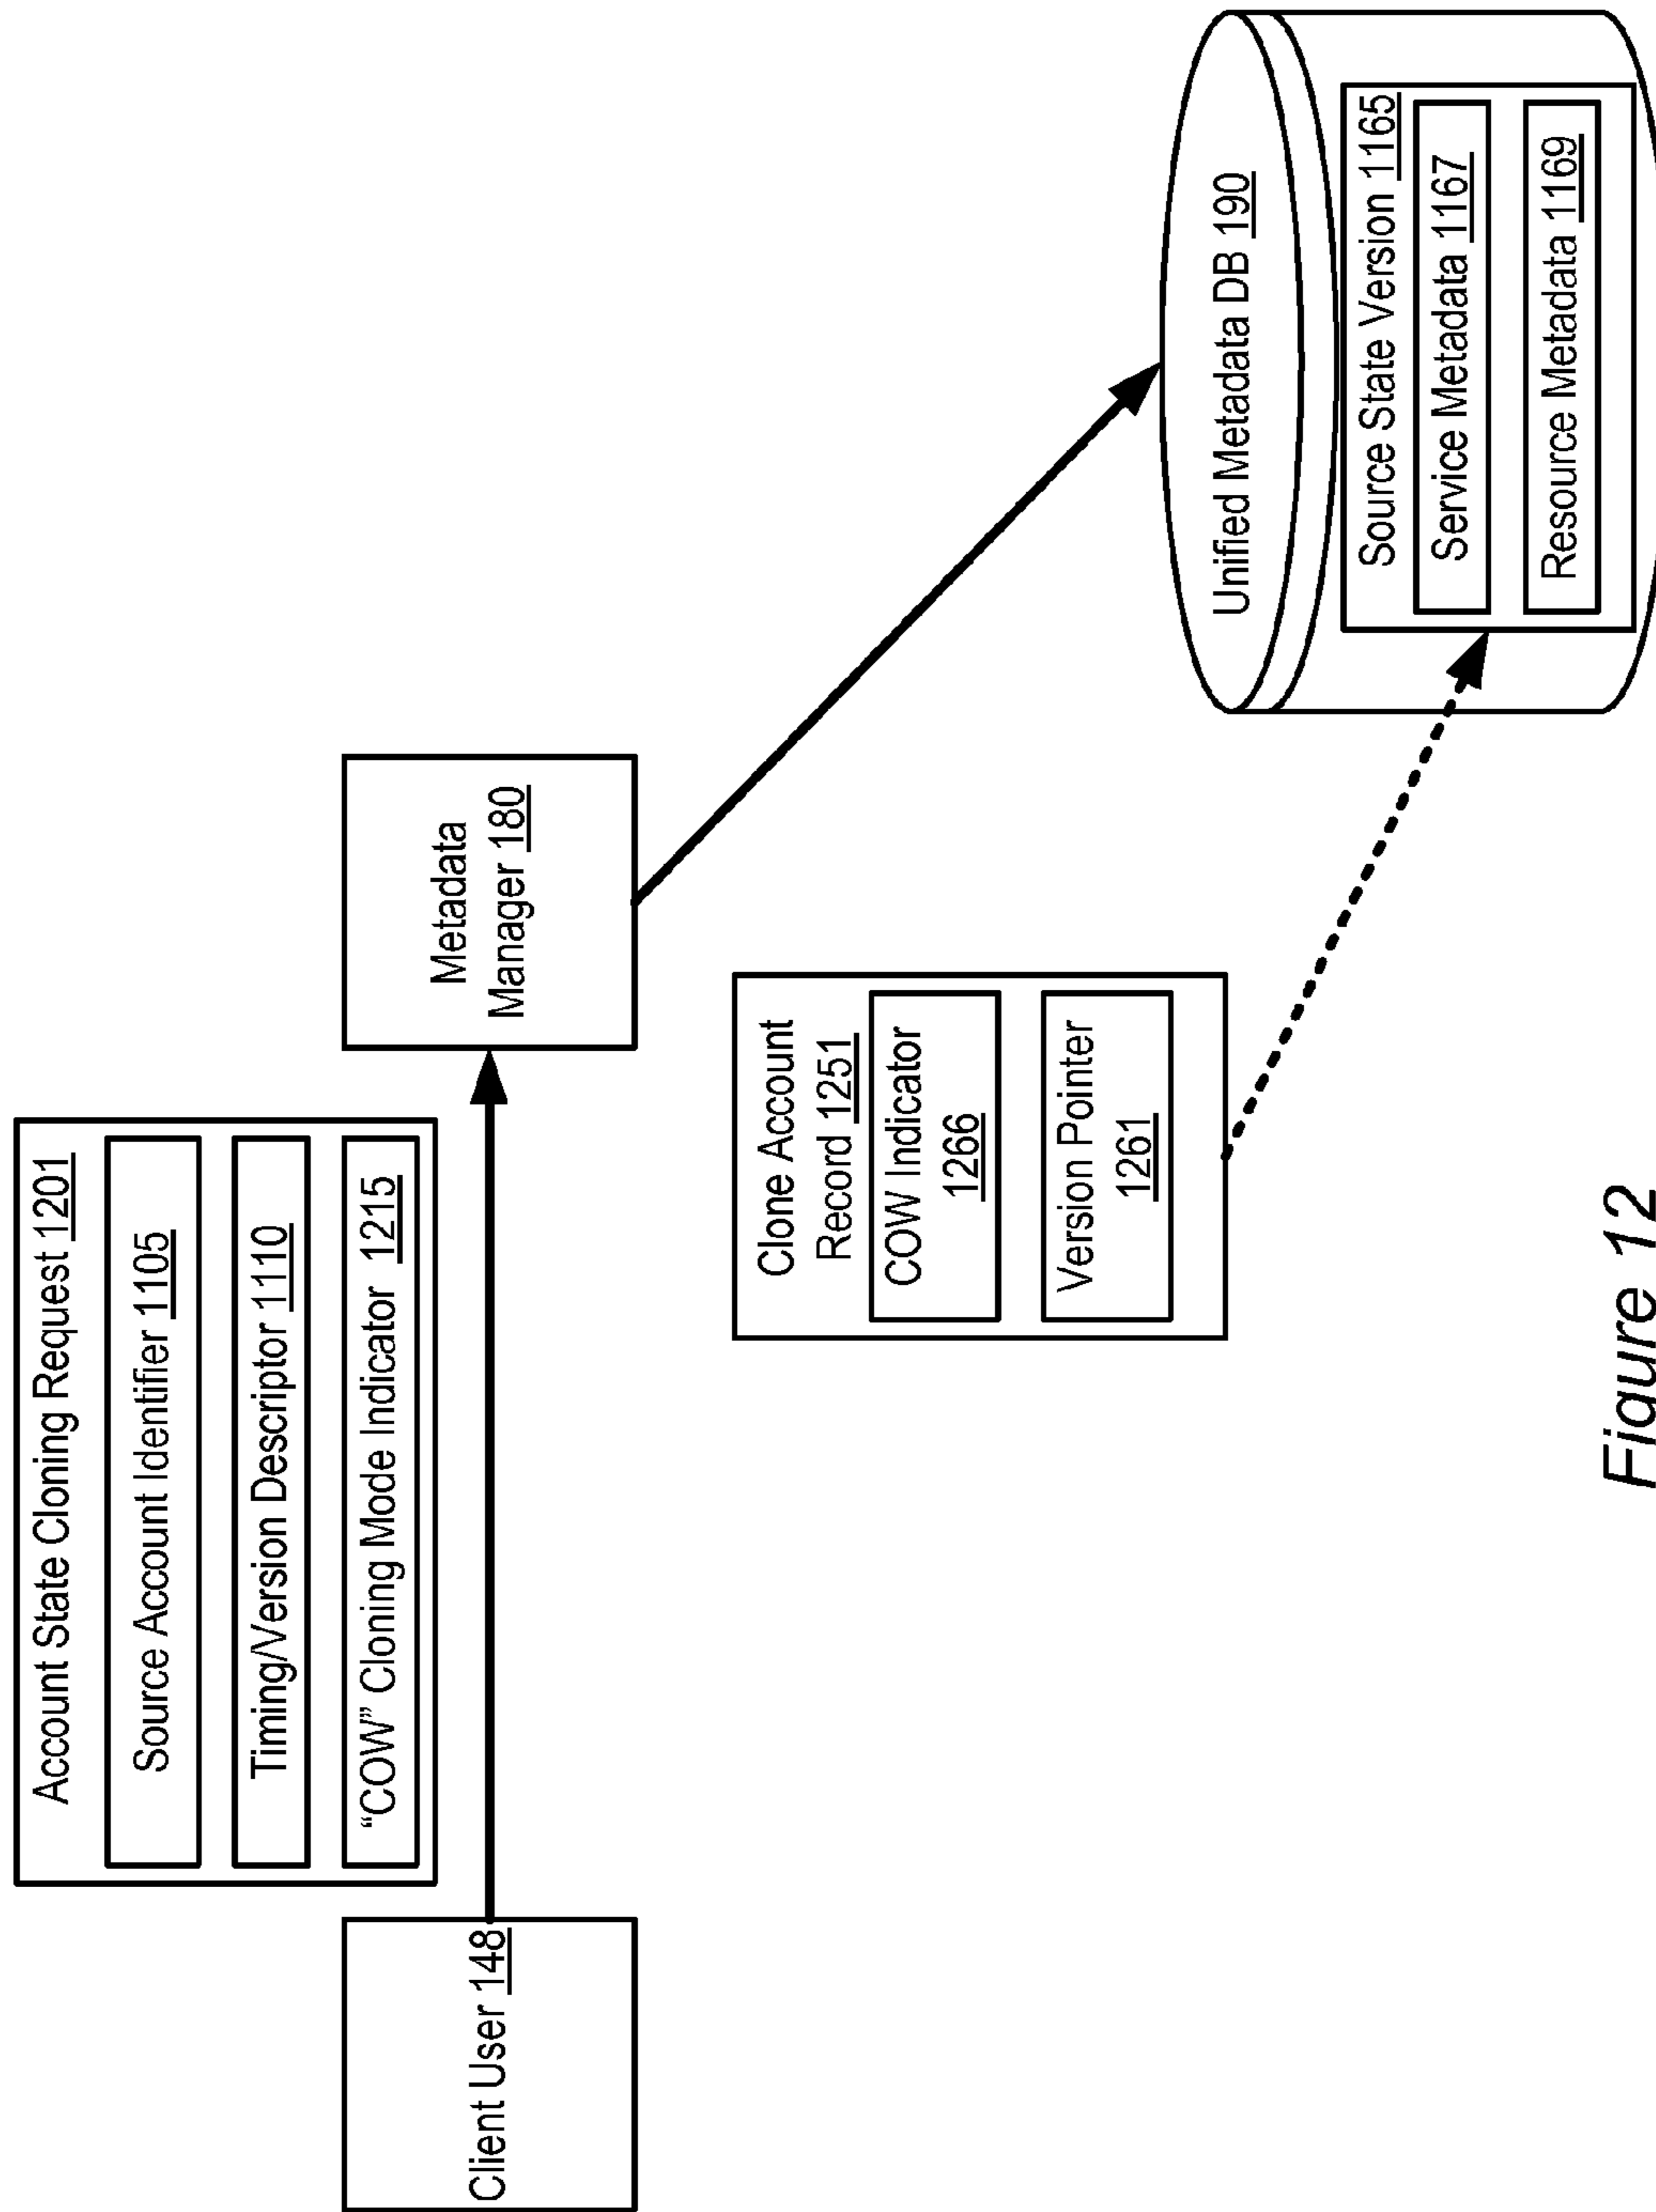 Account State Cloning Request 1201
Source Account Identifier 1105
Timing/Version Descriptor 1110
“COW” Cloning Mode Indicator 1215
Client User 148
Metadata
Manager 180
Clone Account
Record 1251
COW Indicator
1266
Version Pointer
1261
Unified Metadata DB 190
Source State Version 1165
Service Metadata 1167
Resource Metadata 1169
Figure 12